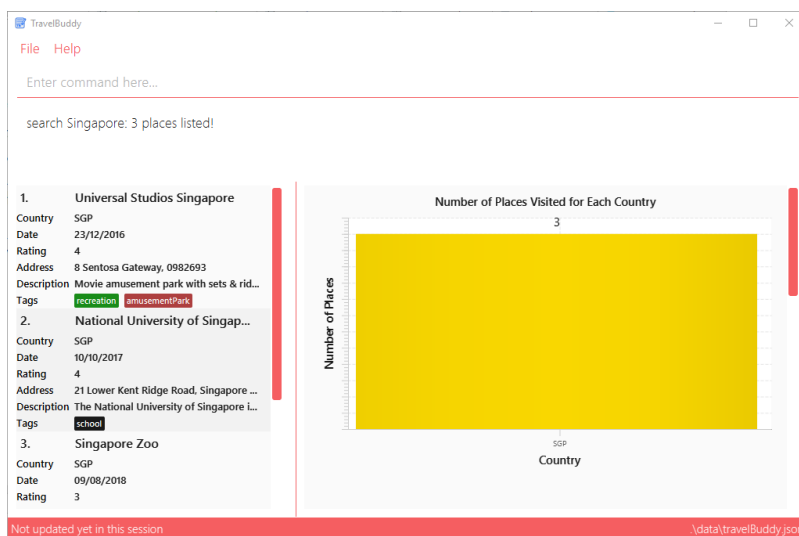 TravelBuddy
File Help
Enter command here...
search Singapore: 3 places listed!
1. Universal Studios Singapore
Country SGP
Date 23/12/2016
Rating 4
Address 8 Sentosa Gateway, 0982693
Description Movie amusement park with sets & rid...
Tags recreation amusementPark
2. National University of Singap...
Country SGP
Date 10/10/2017
Rating 4
Address 21 Lower Kent Ridge Road, Singapore ...
Description The National University of Singapore i...
Tags school
3. Singapore Zoo
Country SGP
Date 09/08/2018
Rating 3
Number of Places Visited for Each Country
3
Number of Places
SGP
Country
Not updated yet in this session
.\data\travelBuddy.json